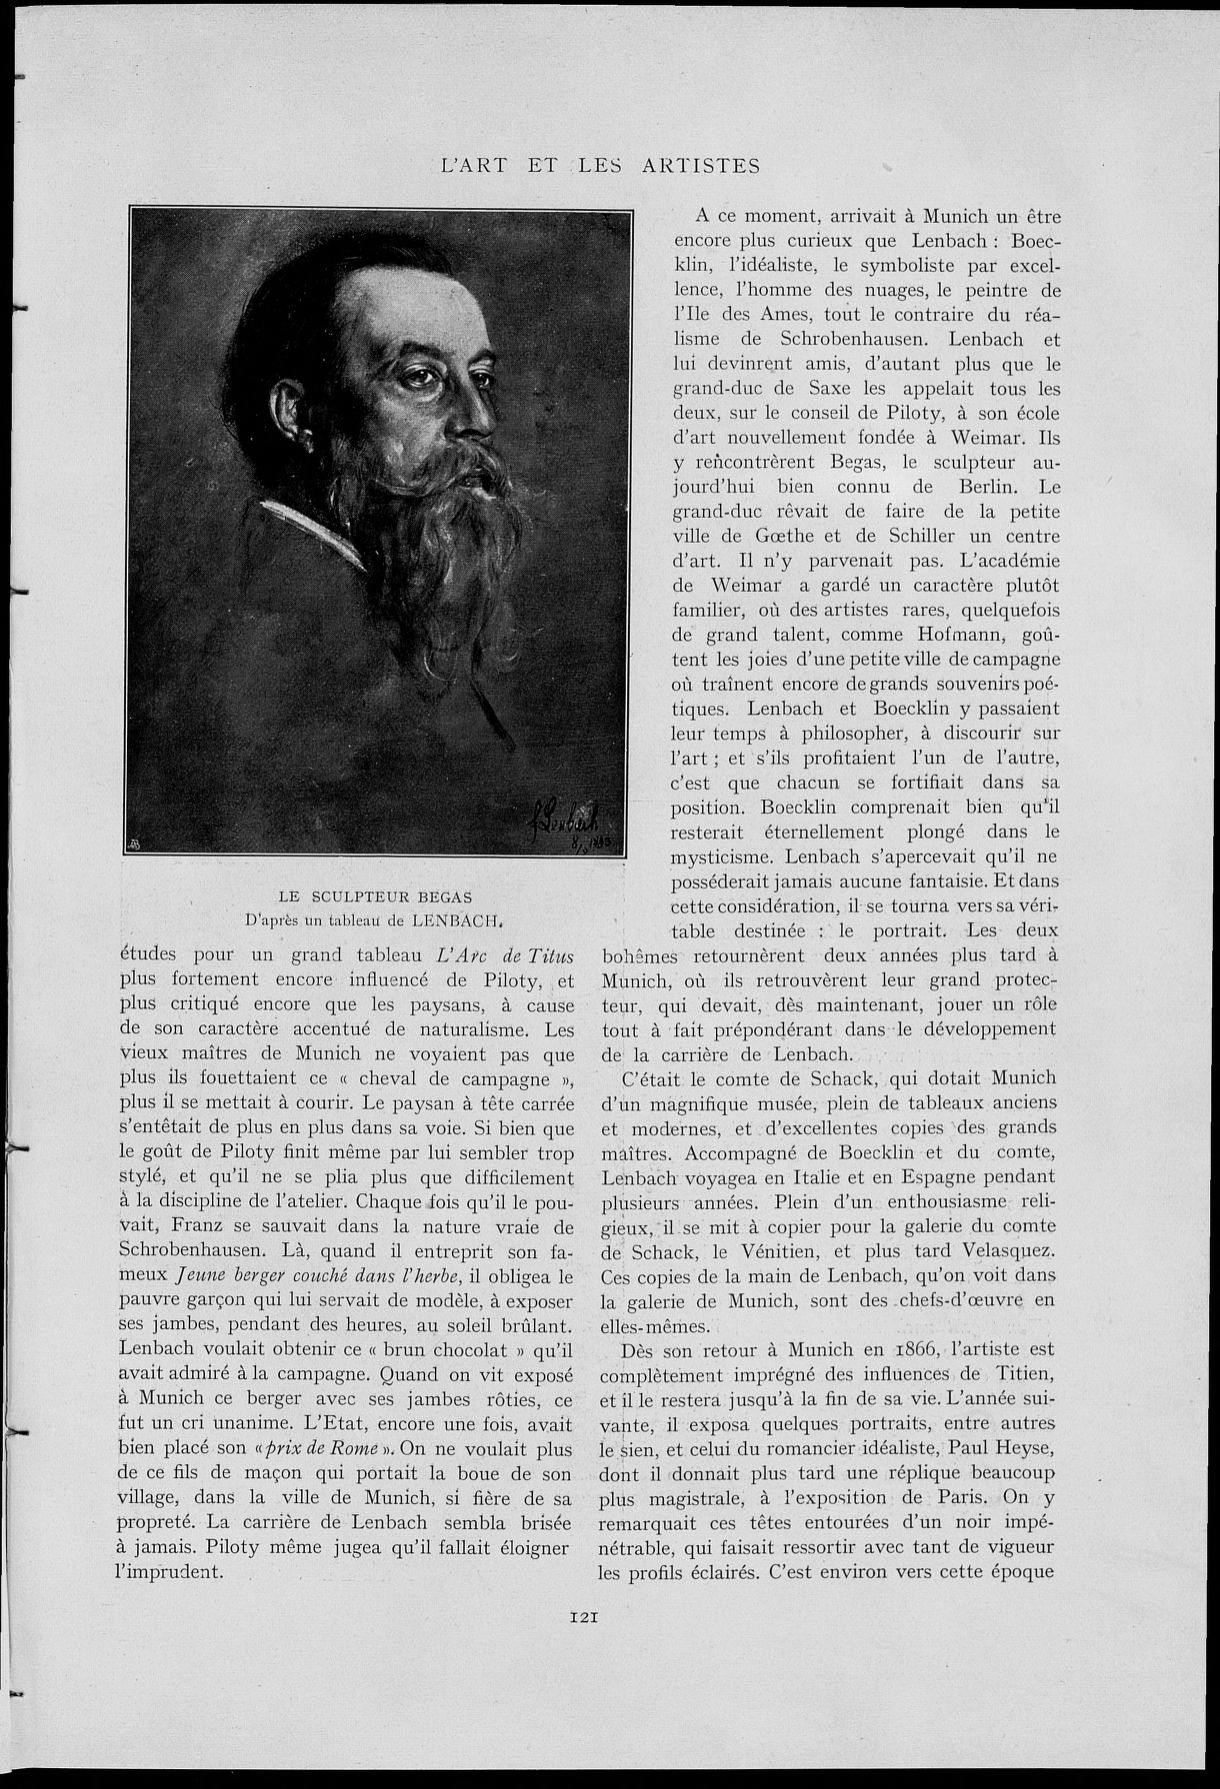 L'ART ET LES ARTISTES
F. Lenbach
LE SCULPTEUR BEGAS
D'après un tableau de LENBACH.
études pour un grand tableau L'Arc de Titus
plus fortement encore influencé de Piloty, et
plus critiqué encore que les paysans, à cause
de son caractère accentué de naturalisme. Les
vieux maîtres de Munich ne voyaient pas que
plus ils fouettaient ce « cheval de campagne »,
plus il se mettait à courir. Le paysan à tête carrée
s'entêtait de plus en plus dans sa voie. Si bien que
le goût de Piloty finit même par lui sembler trop
stylé, et qu'il ne se plia plus que difficilement
à la discipline de l'atelier. Chaque fois qu'il le pou-
vait, Franz se sauvait dans la nature vraie de
Schrobenhausen. Là, quand il entreprit son fa-
meux Jeune berger couché dans l'herbe, il obligea le
pauvre garçon qui lui servait de modèle, à exposer
ses jambes, pendant des heures, au soleil brûlant.
Lenbach voulait obtenir ce « brun chocolat » qu'il
avait admiré à la campagne. Quand on vit exposé
à Munich ce berger avec ses jambes rôties, ce
fut un cri unanime. L'Etat, encore une fois, avait
bien placé son « prix de Rome ». On ne voulait plus
de ce fils de maçon qui portait la boue de son
village, dans la ville de Munich, si fière de sa
propreté. La carrière de Lenbach sembla brisée
à jamais. Piloty même jugea qu'il fallait éloigner
l'imprudent.
A ce moment, arrivait à Munich un être
encore plus curieux que Lenbach : Boec-
klin, l'idéaliste, le symboliste par excel-
lence, l'homme des nuages, le peintre de
l'Ile des Ames, tout le contraire du réa-
lisme de Schrobenhausen. Lenbach et
lui devinrent amis, d'autant plus que le
grand-duc de Saxe les appelait tous les
deux, sur le conseil de Piloty, à son école
d'art nouvellement fondée à Weimar. Ils
y rencontrèrent Begas, le sculpteur au-
jourd'hui bien connu de Berlin. Le
grand-duc rêvait de faire de la petite
ville de Gœthe et de Schiller un centre
d'art. Il n'y parvenait pas. L'académie
de Weimar a gardé un caractère plutôt
familier, où des artistes rares, quelquefois
de grand talent, comme Hofmann, goû-
tent les joies d'une petite ville de campagne
où traînent encore de grands souvenirs poé-
tiques. Lenbach et Boecklin y passaient
leur temps à philosopher, à discourir sur
l'art ; et s'ils profitaient l'un de l'autre,
c'est que chacun se fortifiait dans sa
position. Boecklin comprenait bien qu'il
resterait éternellement plongé dans le
mysticisme. Lenbach s'apercevait qu'il ne
posséderait jamais aucune fantaisie. Et dans
cette considération, il se tourna vers sa véri-
table destinée : le portrait. Les deux
bohêmes retournèrent deux années plus tard à
Munich, où ils retrouvèrent leur grand protec-
teur, qui devait, dès maintenant, jouer un rôle
tout à fait prépondérant dans le développement
de la carrière de Lenbach.
C'était le comte de Schack, qui dotait Munich
d'un magnifique musée, plein de tableaux anciens
et modernes, et d'excellentes copies des grands
maîtres. Accompagné de Boecklin et du comte,
Lenbach voyagea en Italie et en Espagne pendant
plusieurs années. Plein d'un enthousiasme reli-
gieux, il se mit à copier pour la galerie du comte
de Schack, le Vénitien, et plus tard Velasquez.
Ces copies de la main de Lenbach, qu'on voit dans
la galerie de Munich, sont des chefs-d'œuvre en
elles-mêmes.
Dès son retour à Munich en 1866, l'artiste est
complètement imprégné des influences de Titien,
et il le restera jusqu'à la fin de sa vie. L'année sui-
vante, il exposa quelques portraits, entre autres
le sien, et celui du romancier idéaliste, Paul Heyse,
dont il donnait plus tard une réplique beaucoup
plus magistrale, à l'exposition de Paris. On y
remarquait ces têtes entourées d'un noir impé-
nétrable, qui faisait ressortir avec tant de vigueur
les profils éclairés. C'est environ vers cette époque
121